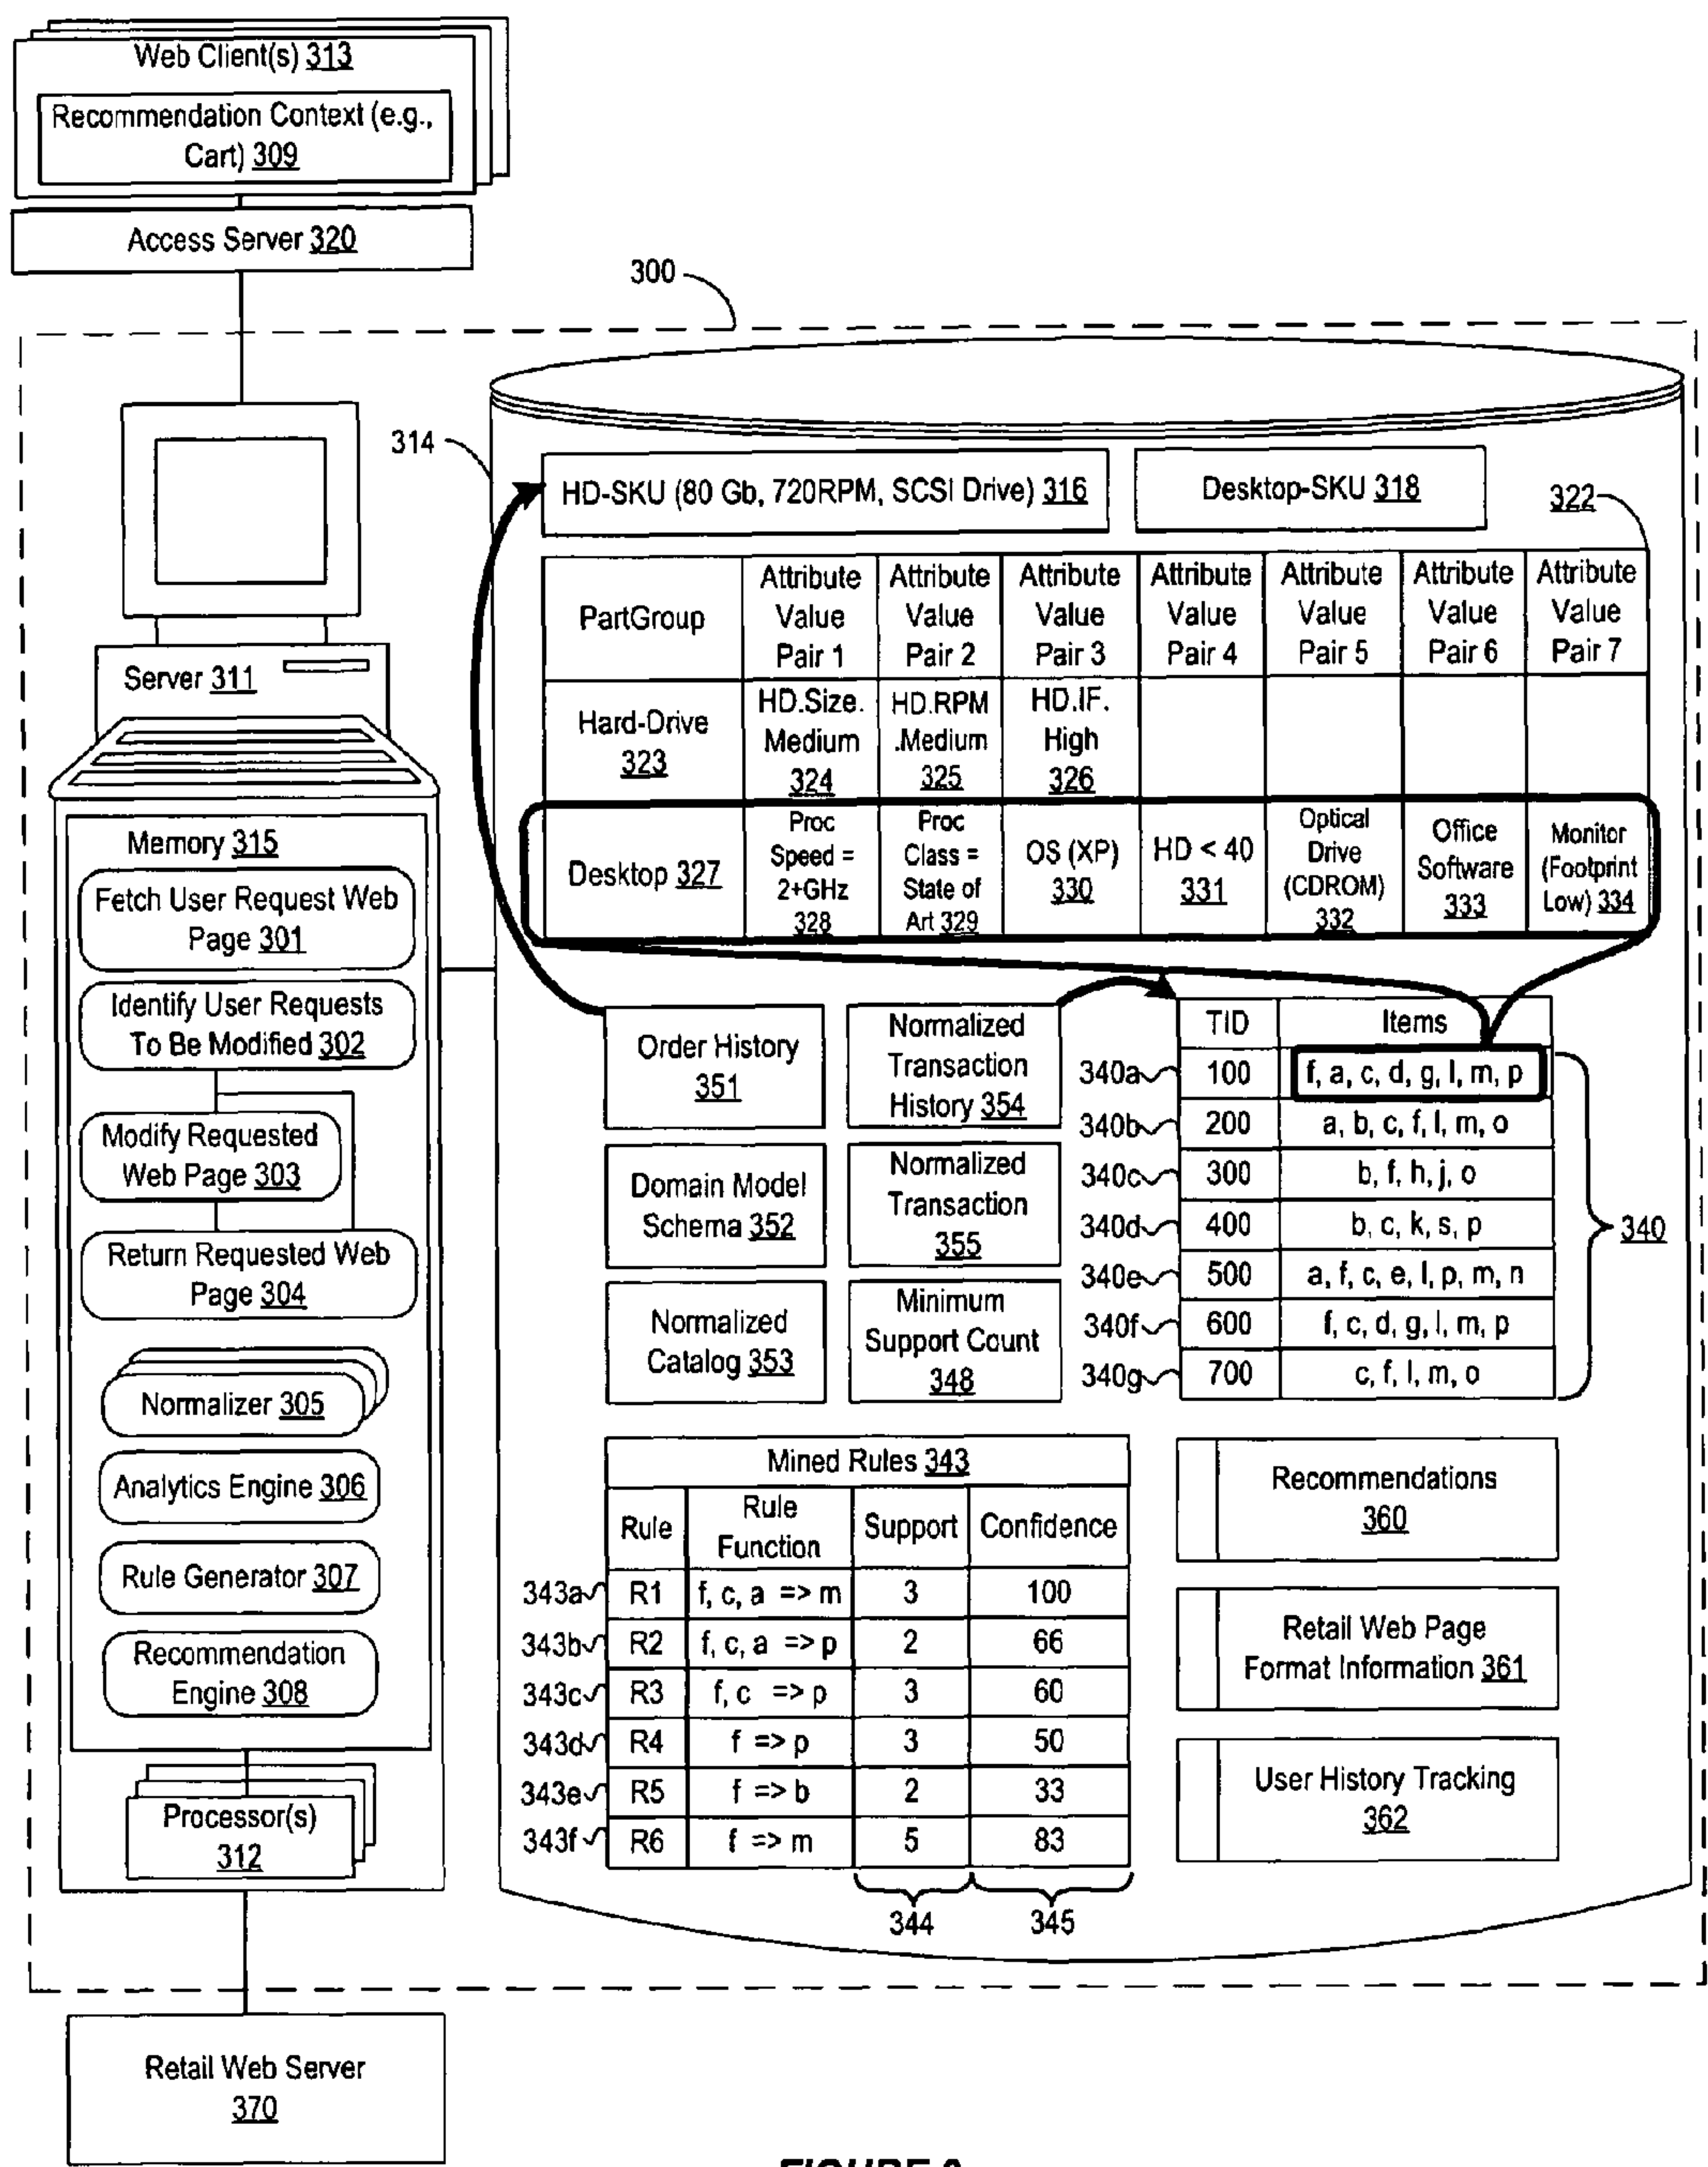 Web Client(s) 313
Recommendation Context (e.g.,
Cart) 309
Access Server 320
300
314
Server 311
Memory 315
Fetch User Request Web
Page 301
Identify User Requests
To Be Modified 302
Modify Requested
Web Page 303
Return Requested Web
Page 304
Normalizer 305
Analytics Engine 306
Rule Generator 307
Recommendation
Engine 308
Processor(s)
312
Retail Web Server
370
HD-SKU (80 Gb, 720RPM, SCSI Drive) 316
Desktop-SKU 318
322
PartGroup
Attribute
Value
Pair 1
Attribute
Value
Pair 2
Attribute
Value
Pair 3
Attribute
Value
Pair 4
Attribute
Value
Pair 5
Attribute
Value
Pair 6
Attribute
Value
Pair 7
Hard-Drive
323
HD.Size.
Medium
324
HD.RPM
.Medium
325
HD.IF.
High
326
Desktop 327
Proc
Speed =
2+GHz
328
Proc
Class =
State of
Art 329
OS (XP)
330
HD < 40
331
Optical
Drive
(CDROM)
332
Office
Software
333
Monitor
(Footprint
Low) 334
Order History
351
Normalized
Transaction
History 354
Domain Model
Schema 352
Normalized
Transaction
355
Normalized
Catalog 353
Minimum
Support Count
348
TID Items
340a 100 f, a, c, d, g, l, m, p
340b 200 a, b, c, f, l, m, o
340c 300 b, f, h, j, o
340d 400 b, c, k, s, p
340e 500 a, f, c, e, l, p, m, n
340f 600 f, c, d, g, l, m, p
340g 700 c, f, l, m, o
340
Mined Rules 343
Rule
Rule
Function
Support
Confidence
343a R1 f, c, a => m 3 100
343b R2 f, c, a => p 2 66
343c R3 f, c => p 3 60
343d R4 f => p 3 50
343e R5 f => b 2 33
343f R6 f => m 5 83
344
345
Recommendations
360
Retail Web Page
Format Information 361
User History Tracking
362